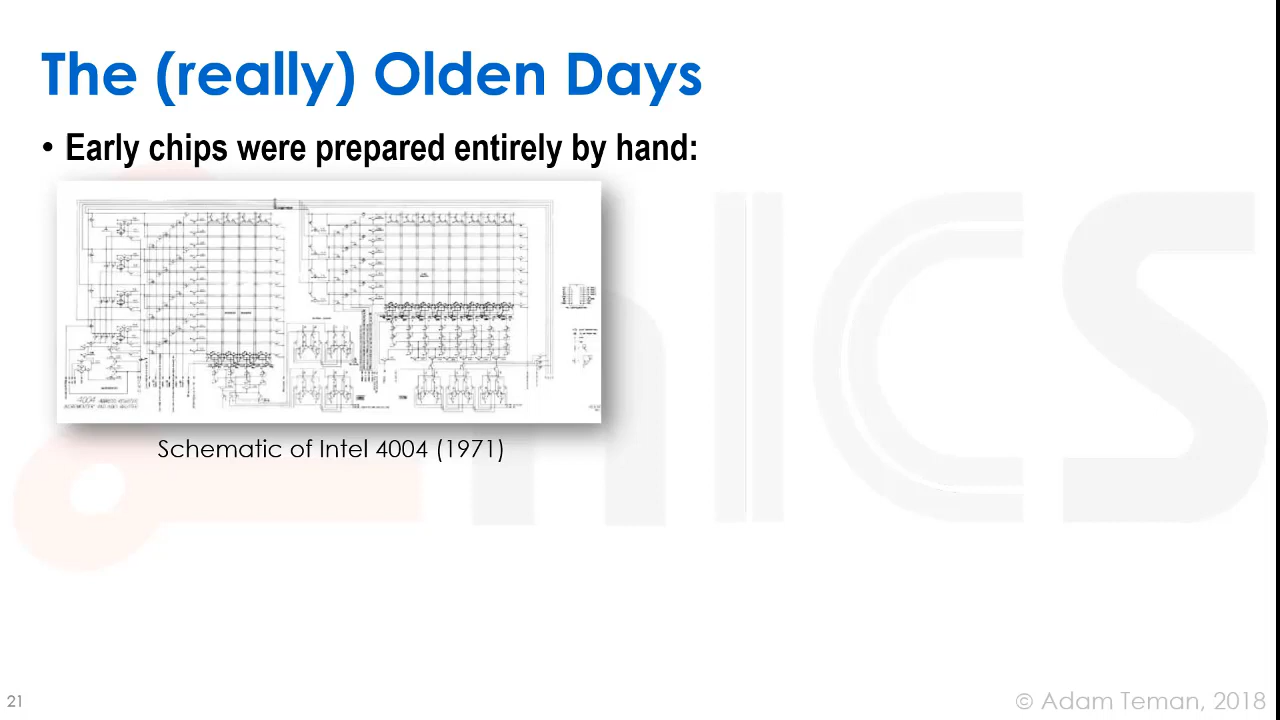 The (really) Olden Days
• Early chips were prepared entirely by hand:
4004
Schematic of Intel 4004 (1971)
21
© Adam Teman, 2018